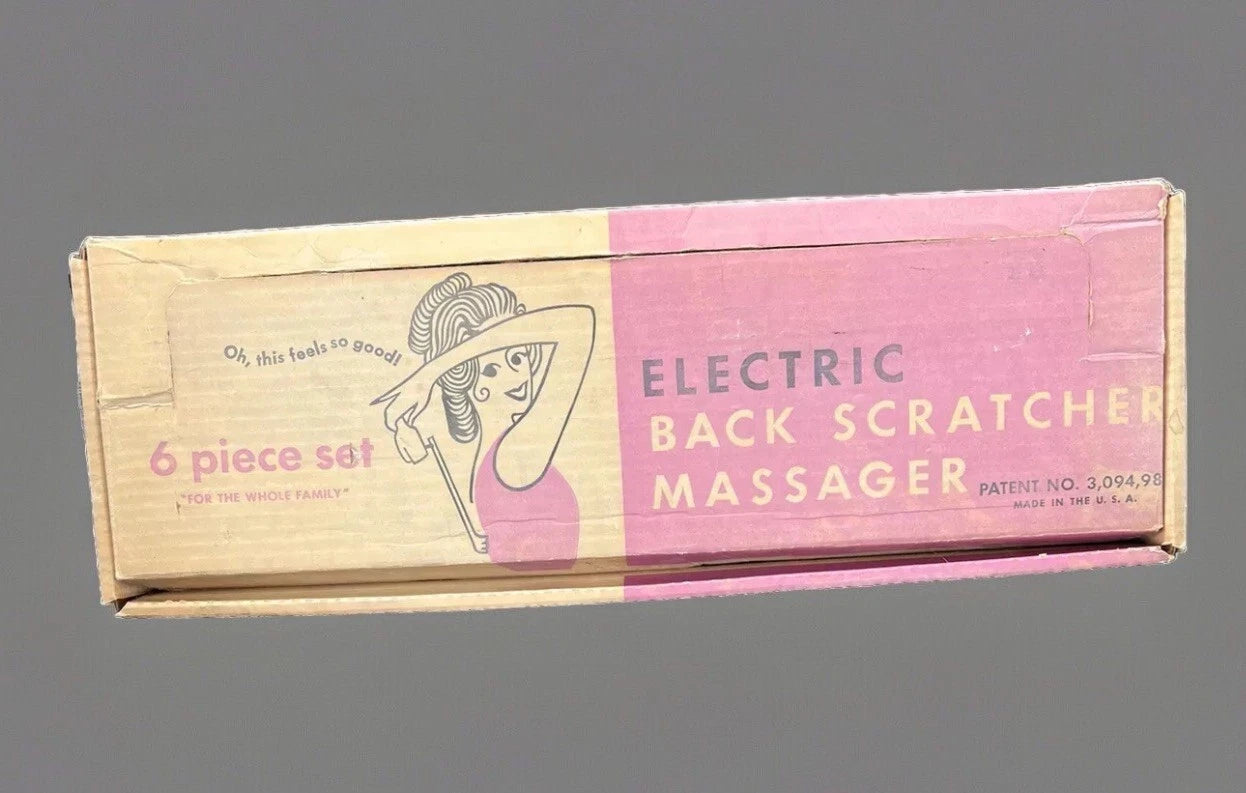 Oh, this feels so good!
6 piece set
"FOR THE WHOLE FAMILY"
ELECTRIC
BACK SCRATCHER
MASSAGER
PATENT NO. 3,094,98
MADE IN THE U. S. A.